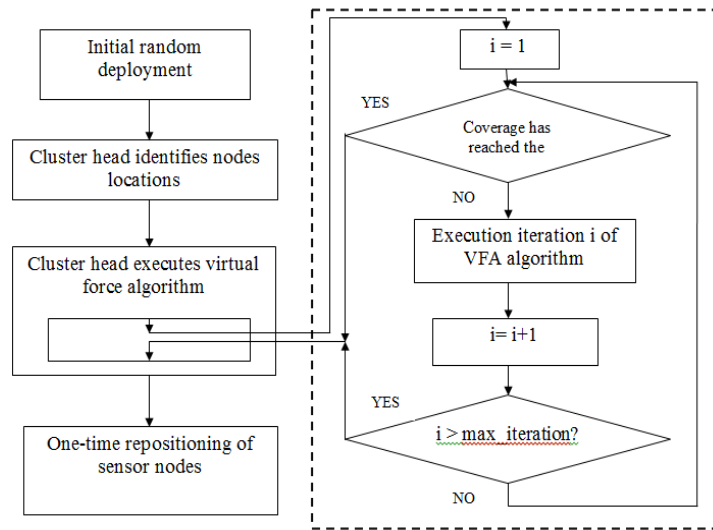 Initial random
deployment
Cluster head identifies nodes
locations
Cluster head executes virtual
force algorithm
One-time repositioning of
sensor nodes
i = 1
YES
Coverage has
reached the
NO
Execution iteration i of
VFA algorithm
i= i+1
YES
i > max_iteration?
NO